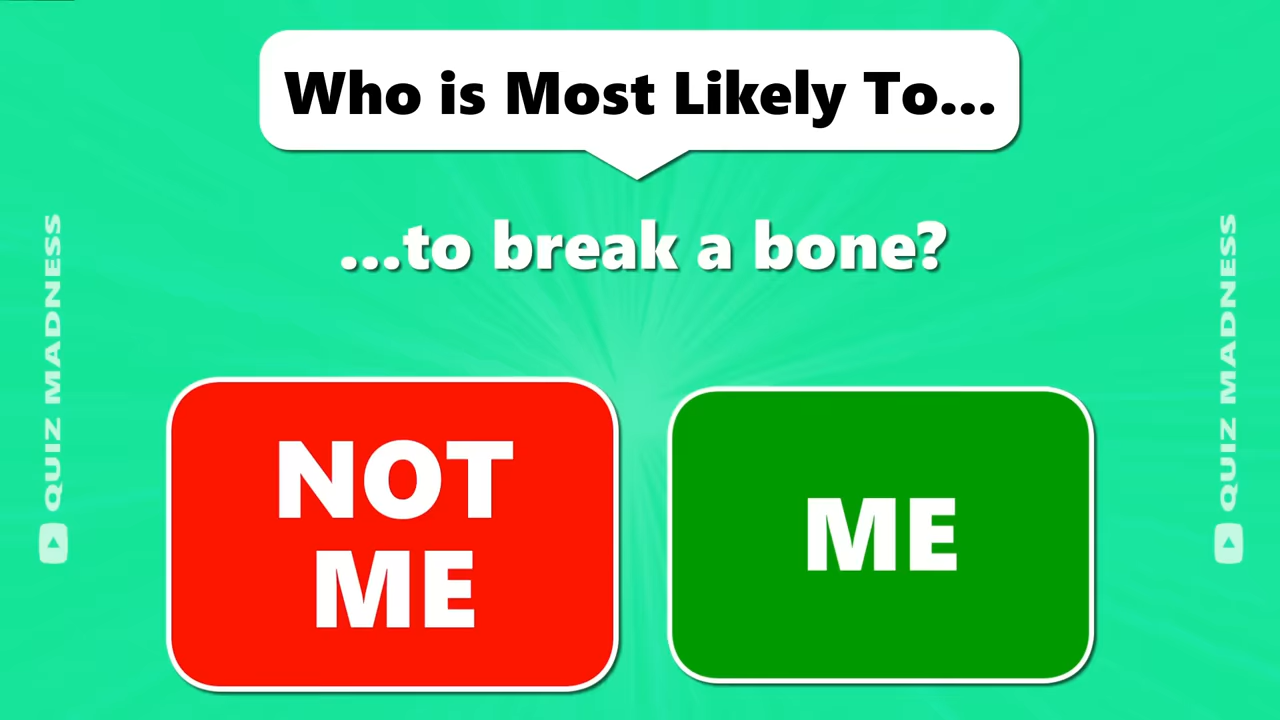 Who is Most Likely To...
...to break a bone?
QUIZ MADNESS
NOT
ME
ME
QUIZ MADNESS